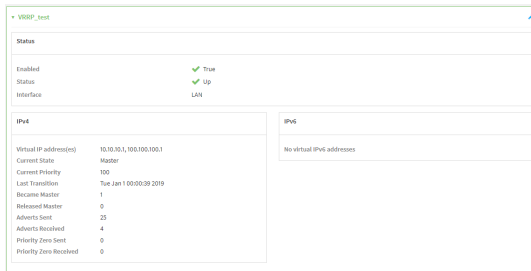 VRRP_test
Status
Enabled True
Status Up
Interface LAN
IPv4
Virtual IP address(es) 10.10.10.1, 100.100.100.1
Current State Master
Current Priority 100
Last Transition Tue Jan 1 00:00:39 2019
Became Master 1
Released Master 0
Adverts Sent 25
Adverts Received 4
Priority Zero Sent 0
Priority Zero Received 0
IPv6
No virtual IPv6 addresses